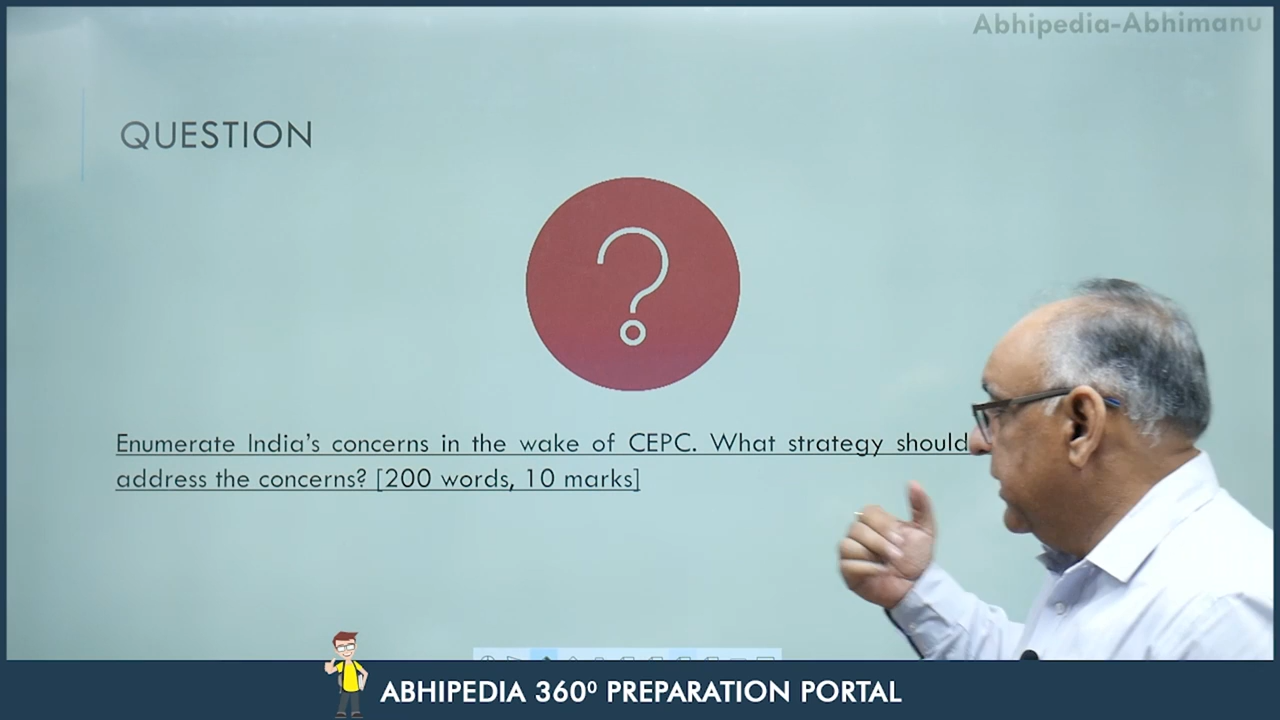 Abhipedia-Abhimanu
QUESTION
Enumerate India's concerns in the wake of CEPC. What strategy should
address the concerns? [200 words, 10 marks]
ABHIPEDIA 360⁰ PREPARATION PORTAL